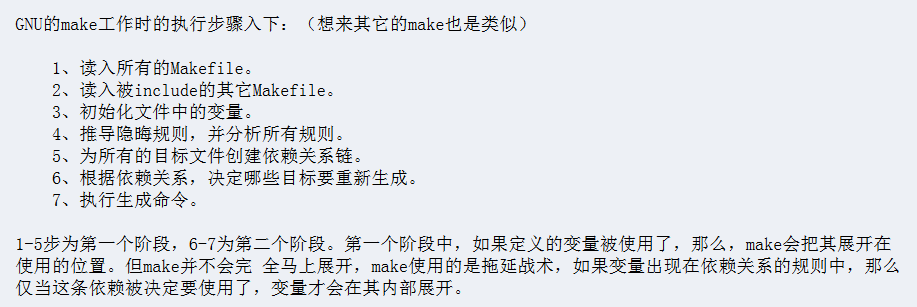 GNU的make工作时的执行步骤入下：（想来其它的make也是类似）
1、读入所有的Makefile。
2、读入被include的其它Makefile。
3、初始化文件中的变量。
4、推导隐晦规则，并分析所有规则。
5、为所有的目标文件创建依赖关系链。
6、根据依赖关系，决定哪些目标要重新生成。
7、执行生成命令。
1-5步为第一个阶段，6-7为第二个阶段。第一个阶段中，如果定义的变量被使用了，那么，make会把其展开在
使用的位置。但make并不会完 全马上展开，make使用的是拖延战术，如果变量出现在依赖关系的规则中，那么
仅当这条依赖被决定要使用了，变量才会在其内部展开。